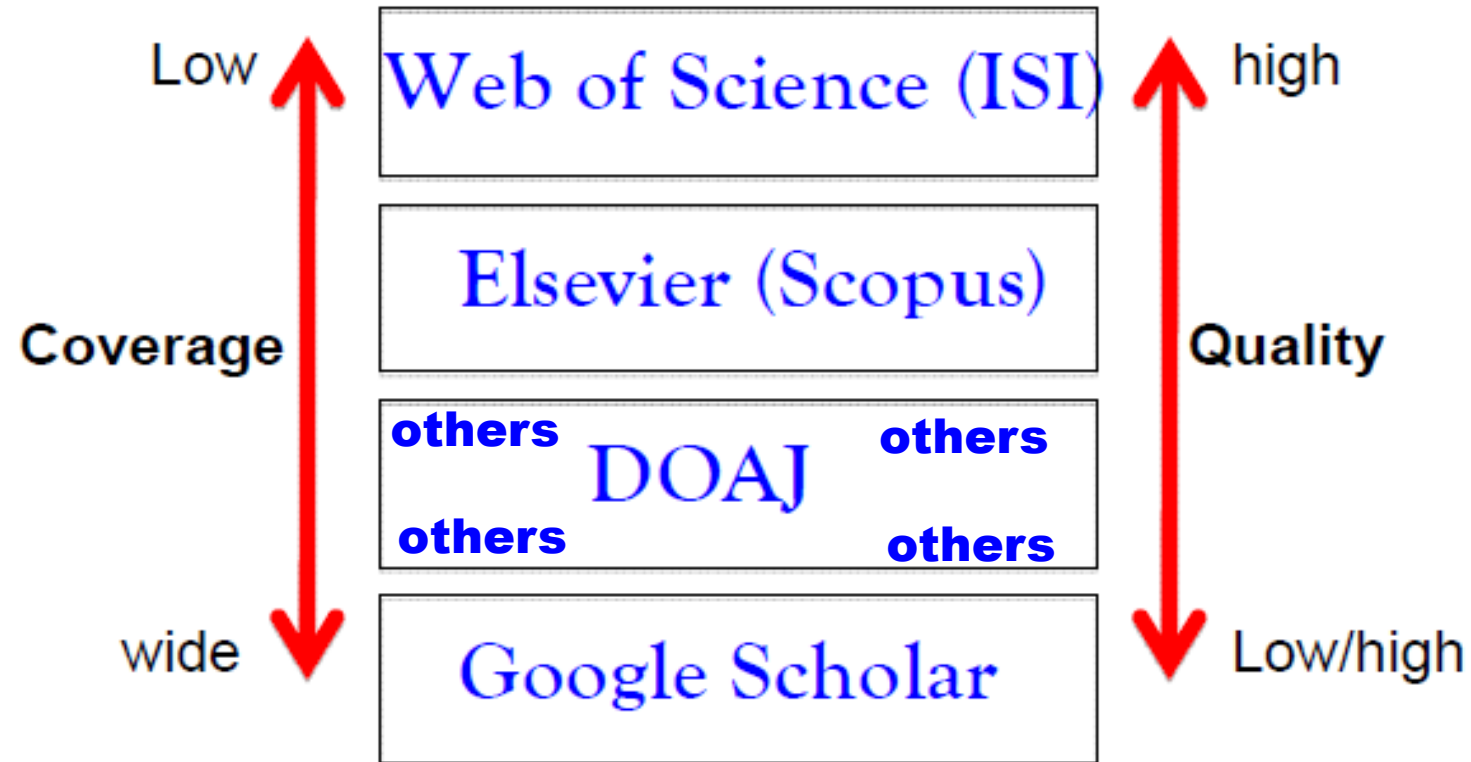 Low
Web of Science (ISI)
high
Elsevier (Scopus)
Coverage
Quality
others
others
DOAJ
others
others
wide
Google Scholar
Low/high